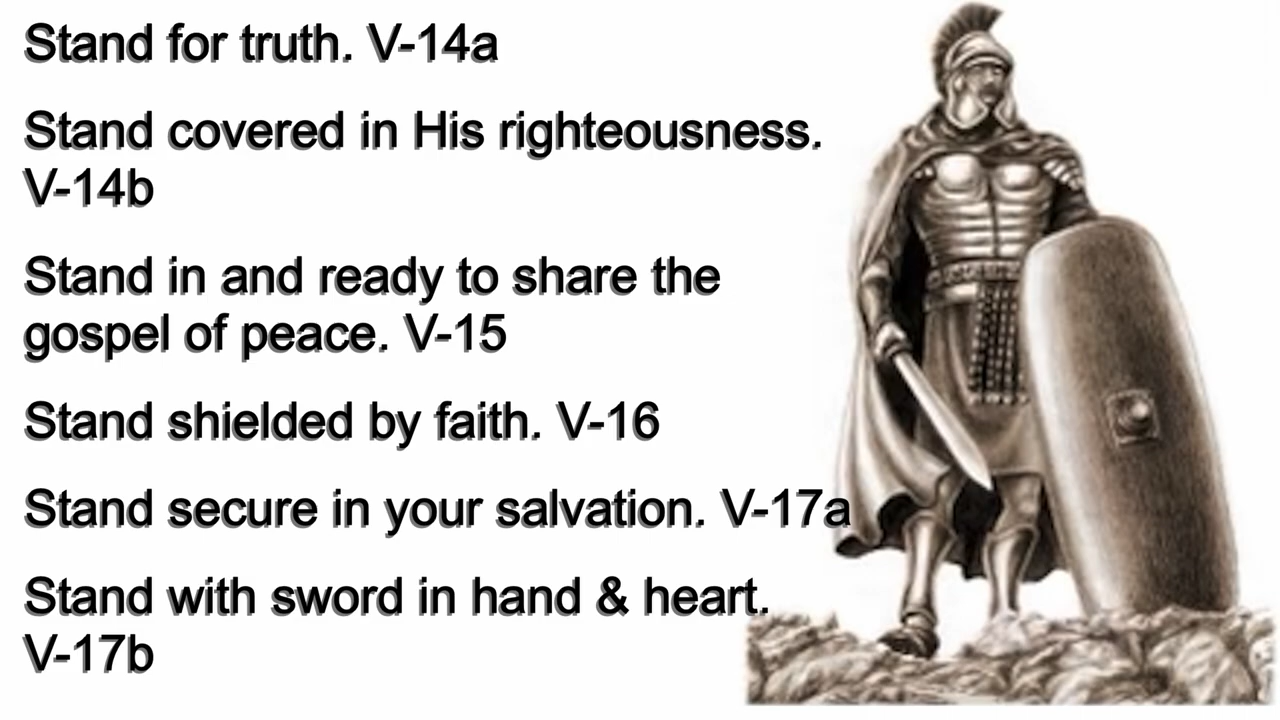 Stand for truth. V-14a
Stand covered in His righteousness.
V-14b
Stand in and ready to share the
gospel of peace. V-15
Stand shielded by faith. V-16
Stand secure in your salvation. V-17a
Stand with sword in hand & heart.
V-17b